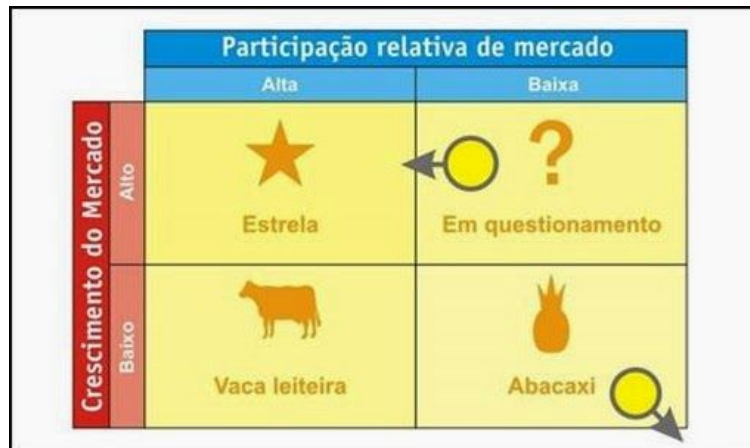 Participação relativa de mercado
Alta
Baixa
Crescimento do Mercado
Alto
?
Estrela
Em questionamento
Baixo
Vaca leiteira
Abacaxi